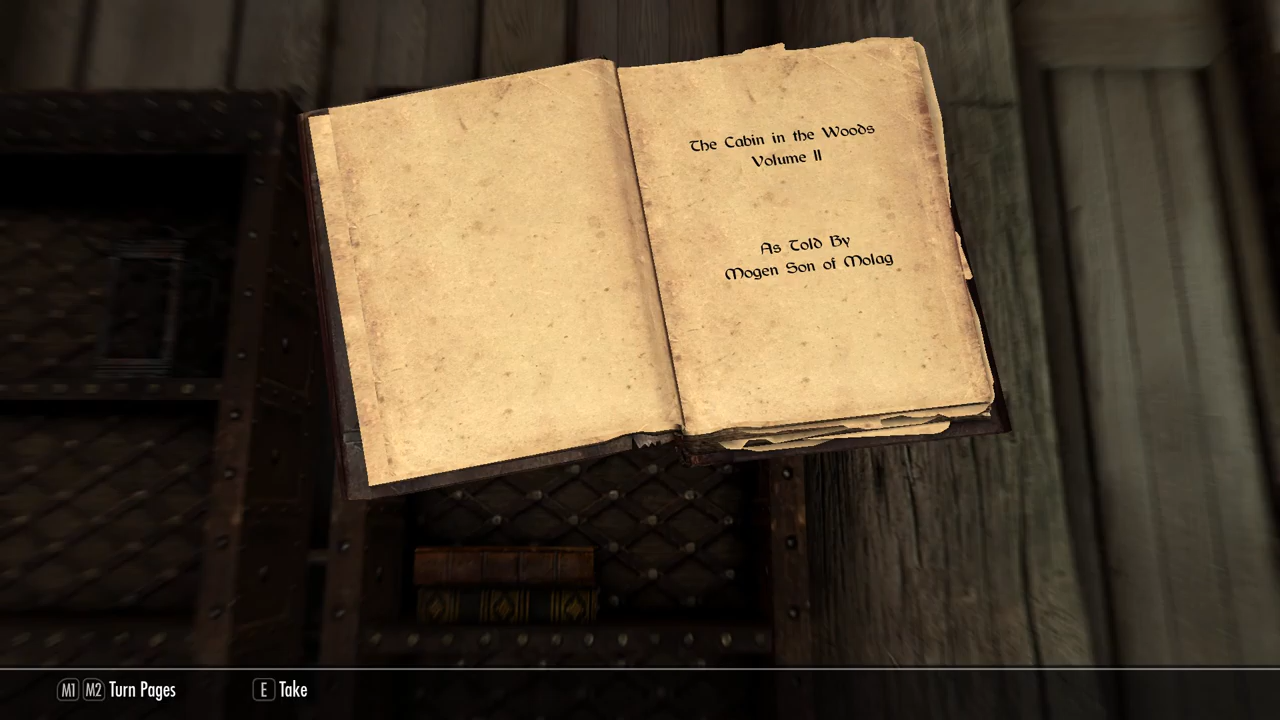 The Cabin in the Woods
Volume II
As Told By
Mogen Son of Molag
M1 M2 Turn Pages
E Take